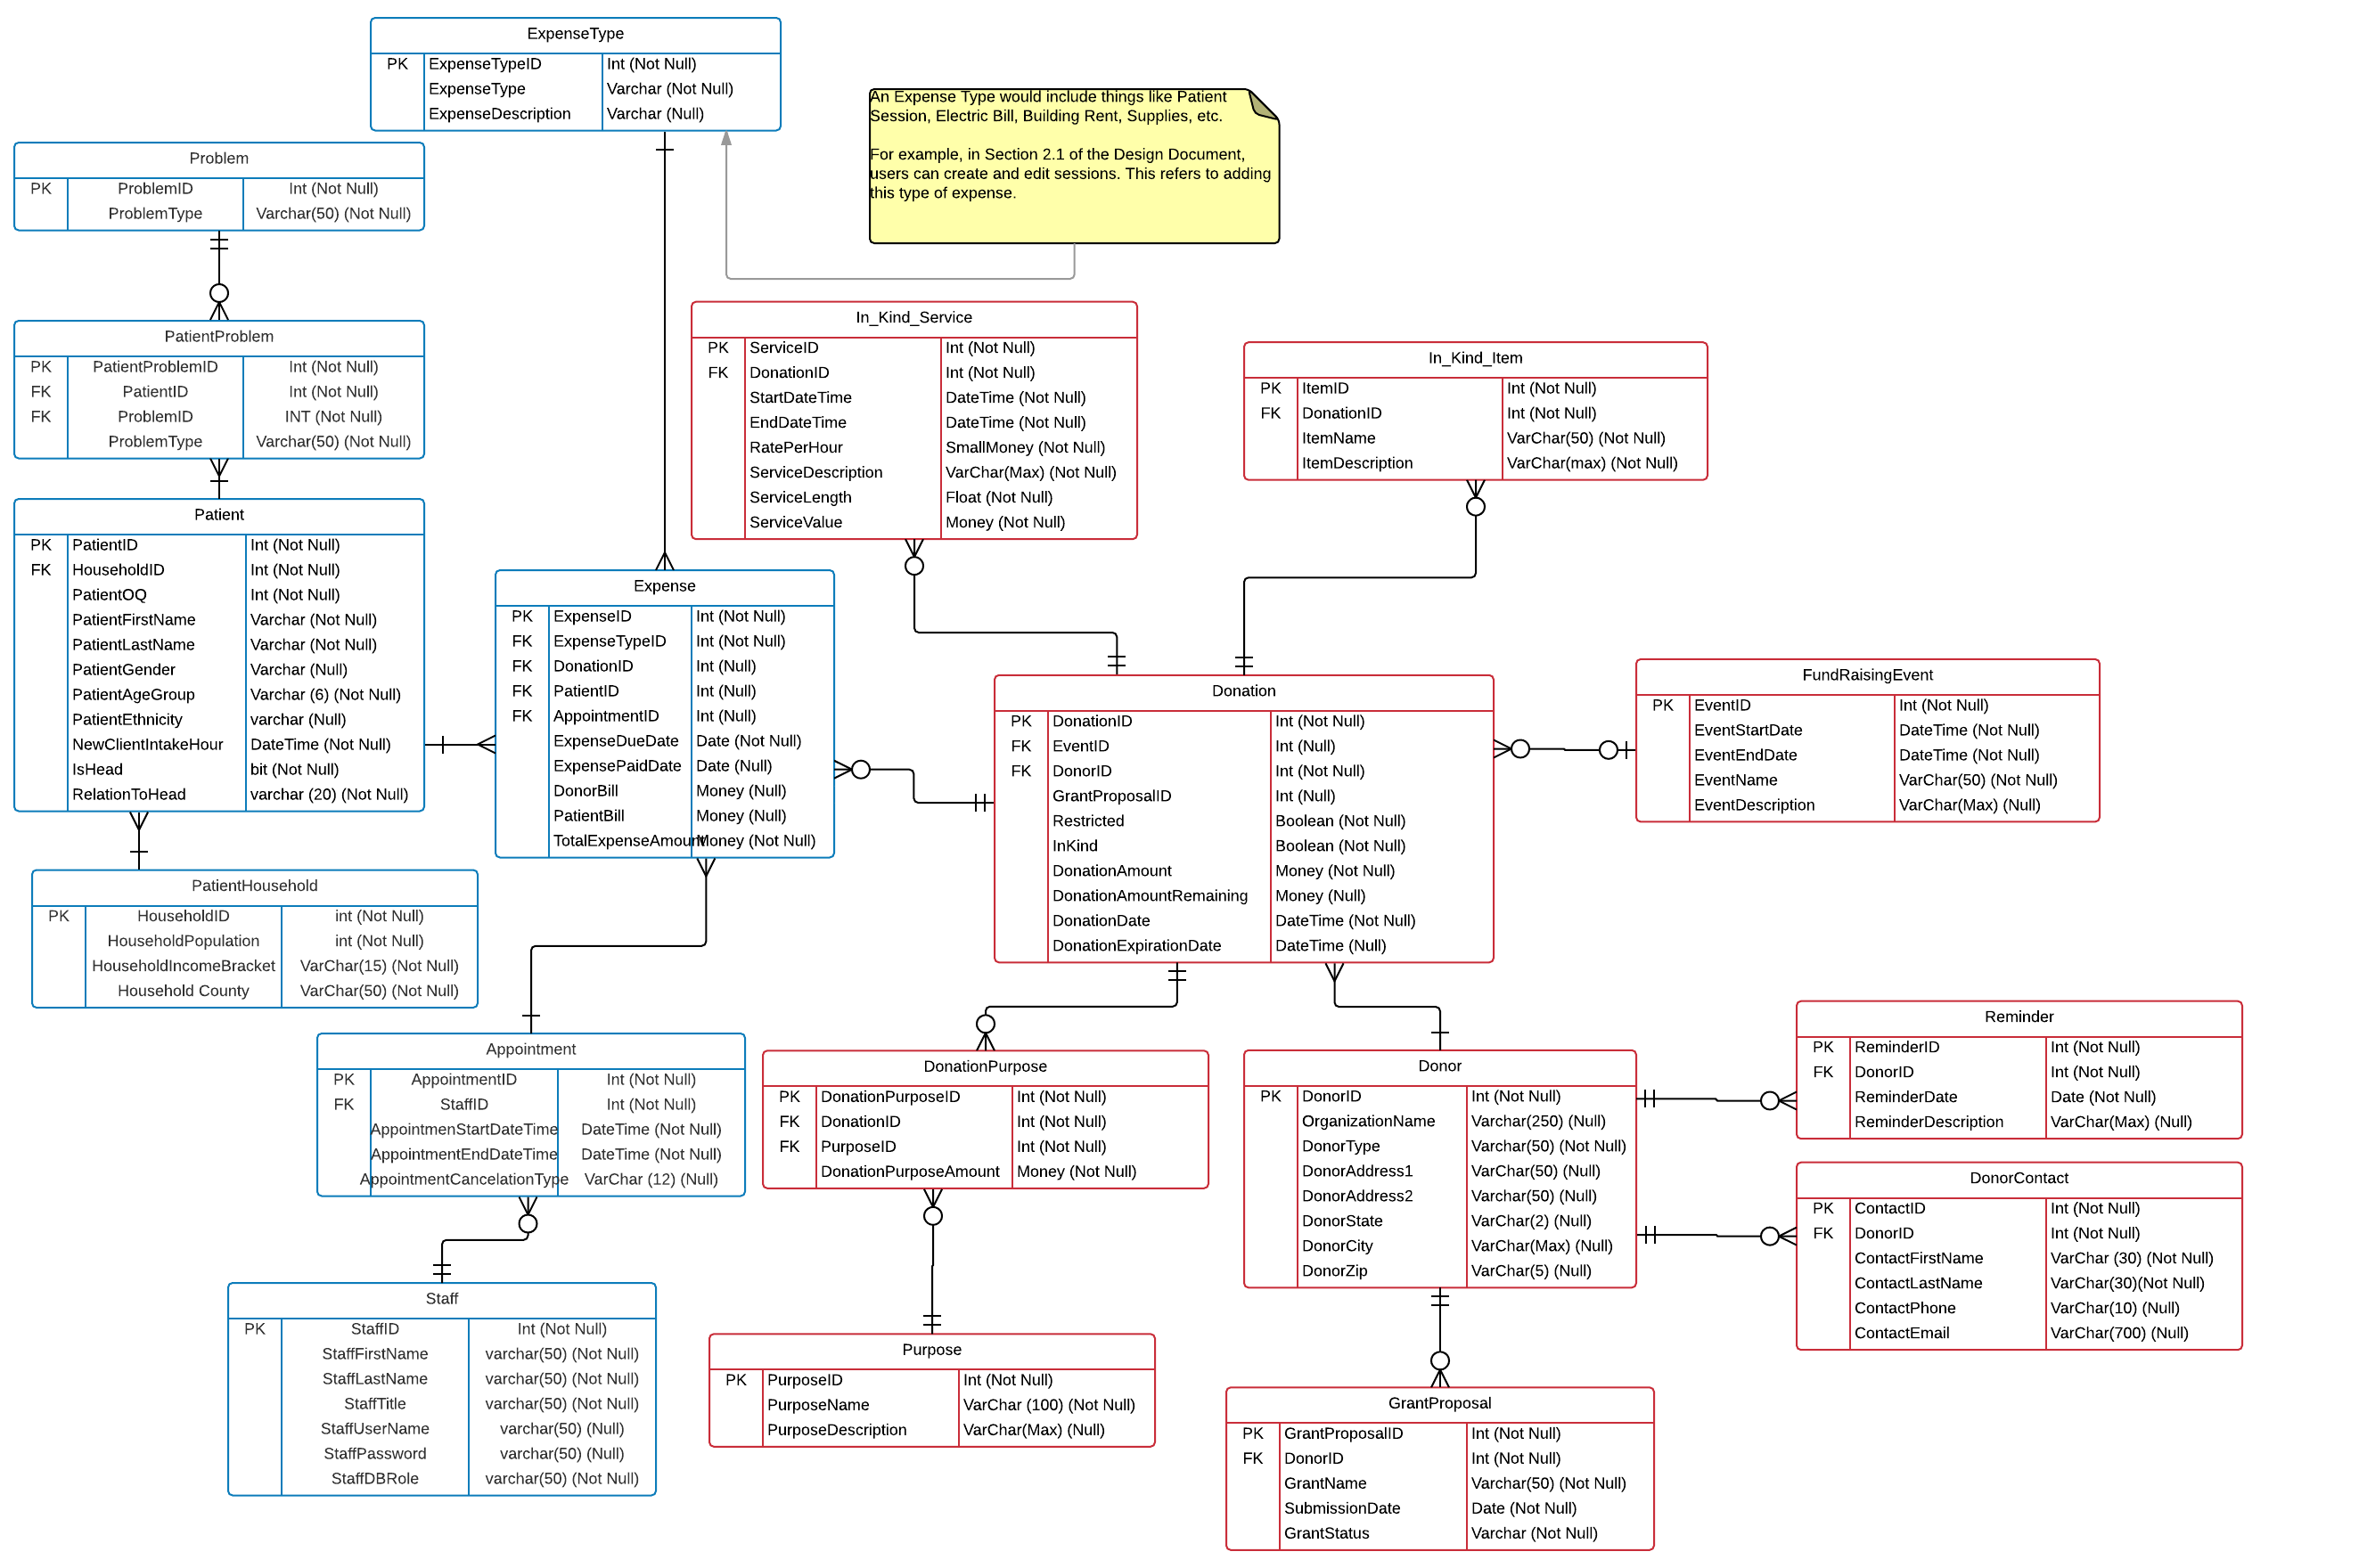 ExpenseType
PK ExpenseTypeID Int (Not Null)
ExpenseType Varchar (Not Null)
ExpenseDescription Varchar (Null)
An Expense Type would include things like Patient
Session, Electric Bill, Building Rent, Supplies, etc.
For example, in Section 2.1 of the Design Document,
users can create and edit sessions. This refers to adding
this type of expense.
Problem
PK ProblemID Int (Not Null)
ProblemType Varchar(50) (Not Null)
PatientProblem
PK PatientProblemID Int (Not Null)
FK PatientID Int (Not Null)
FK ProblemID INT (Not Null)
ProblemType Varchar(50) (Not Null)
In_Kind_Service
PK ServiceID Int (Not Null)
FK DonationID Int (Not Null)
StartDateTime DateTime (Not Null)
EndDateTime DateTime (Not Null)
RatePerHour SmallMoney (Not Null)
ServiceDescription VarChar(Max) (Not Null)
ServiceLength Float (Not Null)
ServiceValue Money (Not Null)
In_Kind_Item
PK ItemID Int (Not Null)
FK DonationID Int (Not Null)
ItemName VarChar(50) (Not Null)
ItemDescription VarChar(max) (Not Null)
Patient
PK PatientID Int (Not Null)
FK HouseholdID Int (Not Null)
PatientOQ Int (Not Null)
PatientFirstName Varchar (Not Null)
PatientLastName Varchar (Not Null)
PatientGender Varchar (Null)
PatientAgeGroup Varchar (6) (Not Null)
PatientEthnicity varchar (Null)
NewClientIntakeHour DateTime (Not Null)
IsHead bit (Not Null)
RelationToHead varchar (20) (Not Null)
Expense
PK ExpenseID Int (Not Null)
FK ExpenseTypeID Int (Not Null)
FK DonationID Int (Null)
FK PatientID Int (Null)
FK AppointmentID Int (Null)
ExpenseDueDate Date (Not Null)
ExpensePaidDate Date (Null)
DonorBill Money (Null)
PatientBill Money (Null)
TotalExpenseAmount Money (Not Null)
Donation
PK DonationID Int (Not Null)
FK EventID Int (Null)
FK DonorID Int (Not Null)
GrantProposalID Int (Null)
Restricted Boolean (Not Null)
InKind Boolean (Not Null)
DonationAmount Money (Not Null)
DonationAmountRemaining Money (Null)
DonationDate DateTime (Not Null)
DonationExpirationDate DateTime (Null)
FundRaisingEvent
PK EventID Int (Not Null)
EventStartDate DateTime (Not Null)
EventEndDate DateTime (Not Null)
EventName VarChar(50) (Not Null)
EventDescription VarChar(Max) (Null)
PatientHousehold
PK HouseholdID int (Not Null)
HouseholdPopulation int (Not Null)
HouseholdIncomeBracket VarChar(15) (Not Null)
Household County VarChar(50) (Not Null)
Appointment
PK AppointmentID Int (Not Null)
FK StaffID Int (Not Null)
AppointmenStartDateTime DateTime (Not Null)
AppointmentEndDateTime DateTime (Not Null)
AppointmentCancelationType VarChar (12) (Null)
DonationPurpose
PK DonationPurposeID Int (Not Null)
FK DonationID Int (Not Null)
FK PurposeID Int (Not Null)
DonationPurposeAmount Money (Not Null)
Donor
PK DonorID Int (Not Null)
OrganizationName Varchar(250) (Null)
DonorType Varchar(50) (Not Null)
DonorAddress1 VarChar(50) (Null)
DonorAddress2 Varchar(50) (Null)
DonorState VarChar(2) (Null)
DonorCity VarChar(Max) (Null)
DonorZip VarChar(5) (Null)
Reminder
PK ReminderID Int (Not Null)
FK DonorID Int (Not Null)
ReminderDate Date (Not Null)
ReminderDescription VarChar(Max) (Null)
DonorContact
PK ContactID Int (Not Null)
FK DonorID Int (Not Null)
ContactFirstName VarChar (30) (Not Null)
ContactLastName VarChar(30)(Not Null)
ContactPhone VarChar(10) (Null)
ContactEmail VarChar(700) (Null)
Staff
PK StaffID Int (Not Null)
StaffFirstName varchar(50) (Not Null)
StaffLastName varchar(50) (Not Null)
StaffTitle varchar(50) (Not Null)
StaffUserName varchar(50) (Null)
StaffPassword varchar(50) (Null)
StaffDBRole varchar(50) (Not Null)
Purpose
PK PurposeID Int (Not Null)
PurposeName VarChar (100) (Not Null)
PurposeDescription VarChar(Max) (Null)
GrantProposal
PK GrantProposalID Int (Not Null)
FK DonorID Int (Not Null)
GrantName Varchar(50) (Not Null)
SubmissionDate Date (Not Null)
GrantStatus Varchar (Not Null)